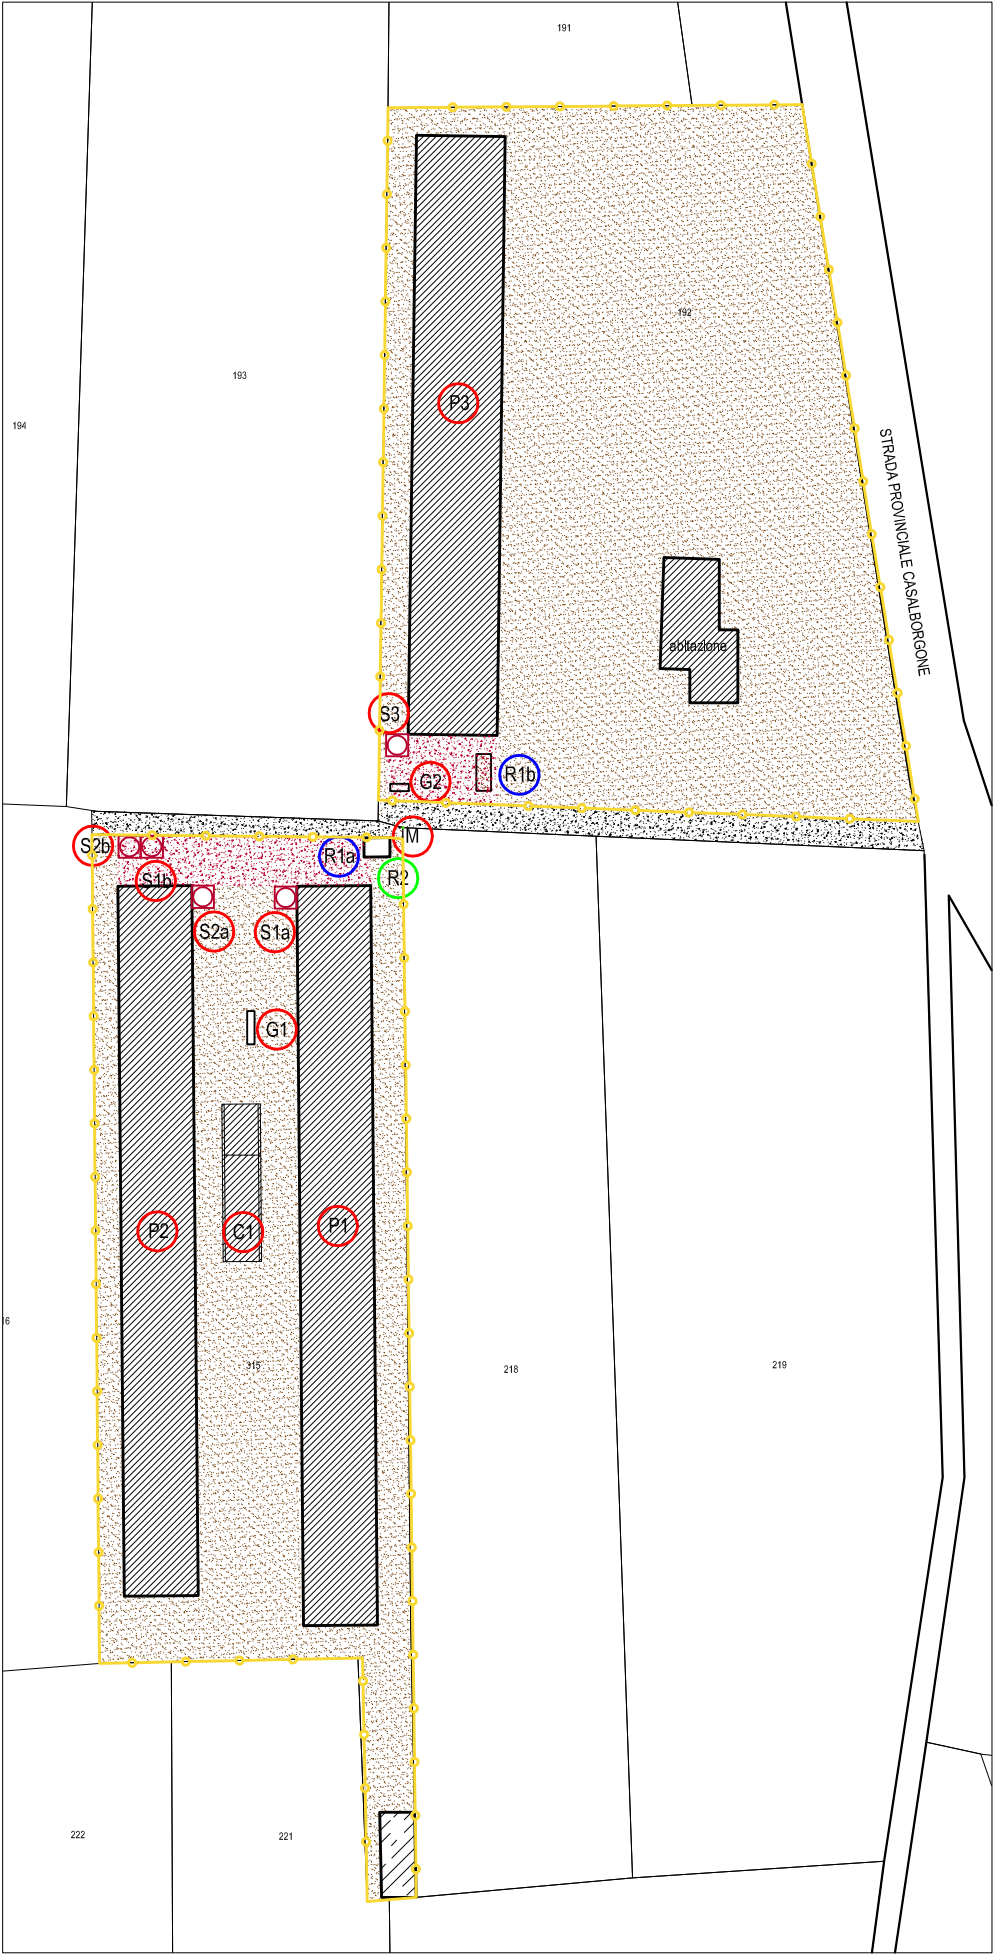 191
192
193
P3
194
STRADA PROVINCIALE CASALBORGONE
abitazione
S3
G2
R1b
IM
S2b
R1a
R2
S1b
S2a
S1a
G1
P2
C1
P1
315
218
219
222
221